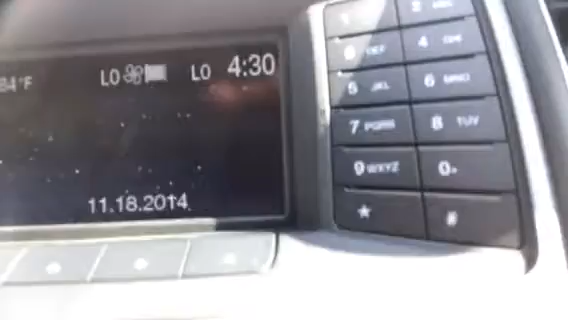 84°F LO LO 4:30
11.18.2014
1 2 ABC
3 DEF 4 GHI
5 JKL 6 MNO
7 PQRS 8 TUV
9 WXYZ 0+
* #